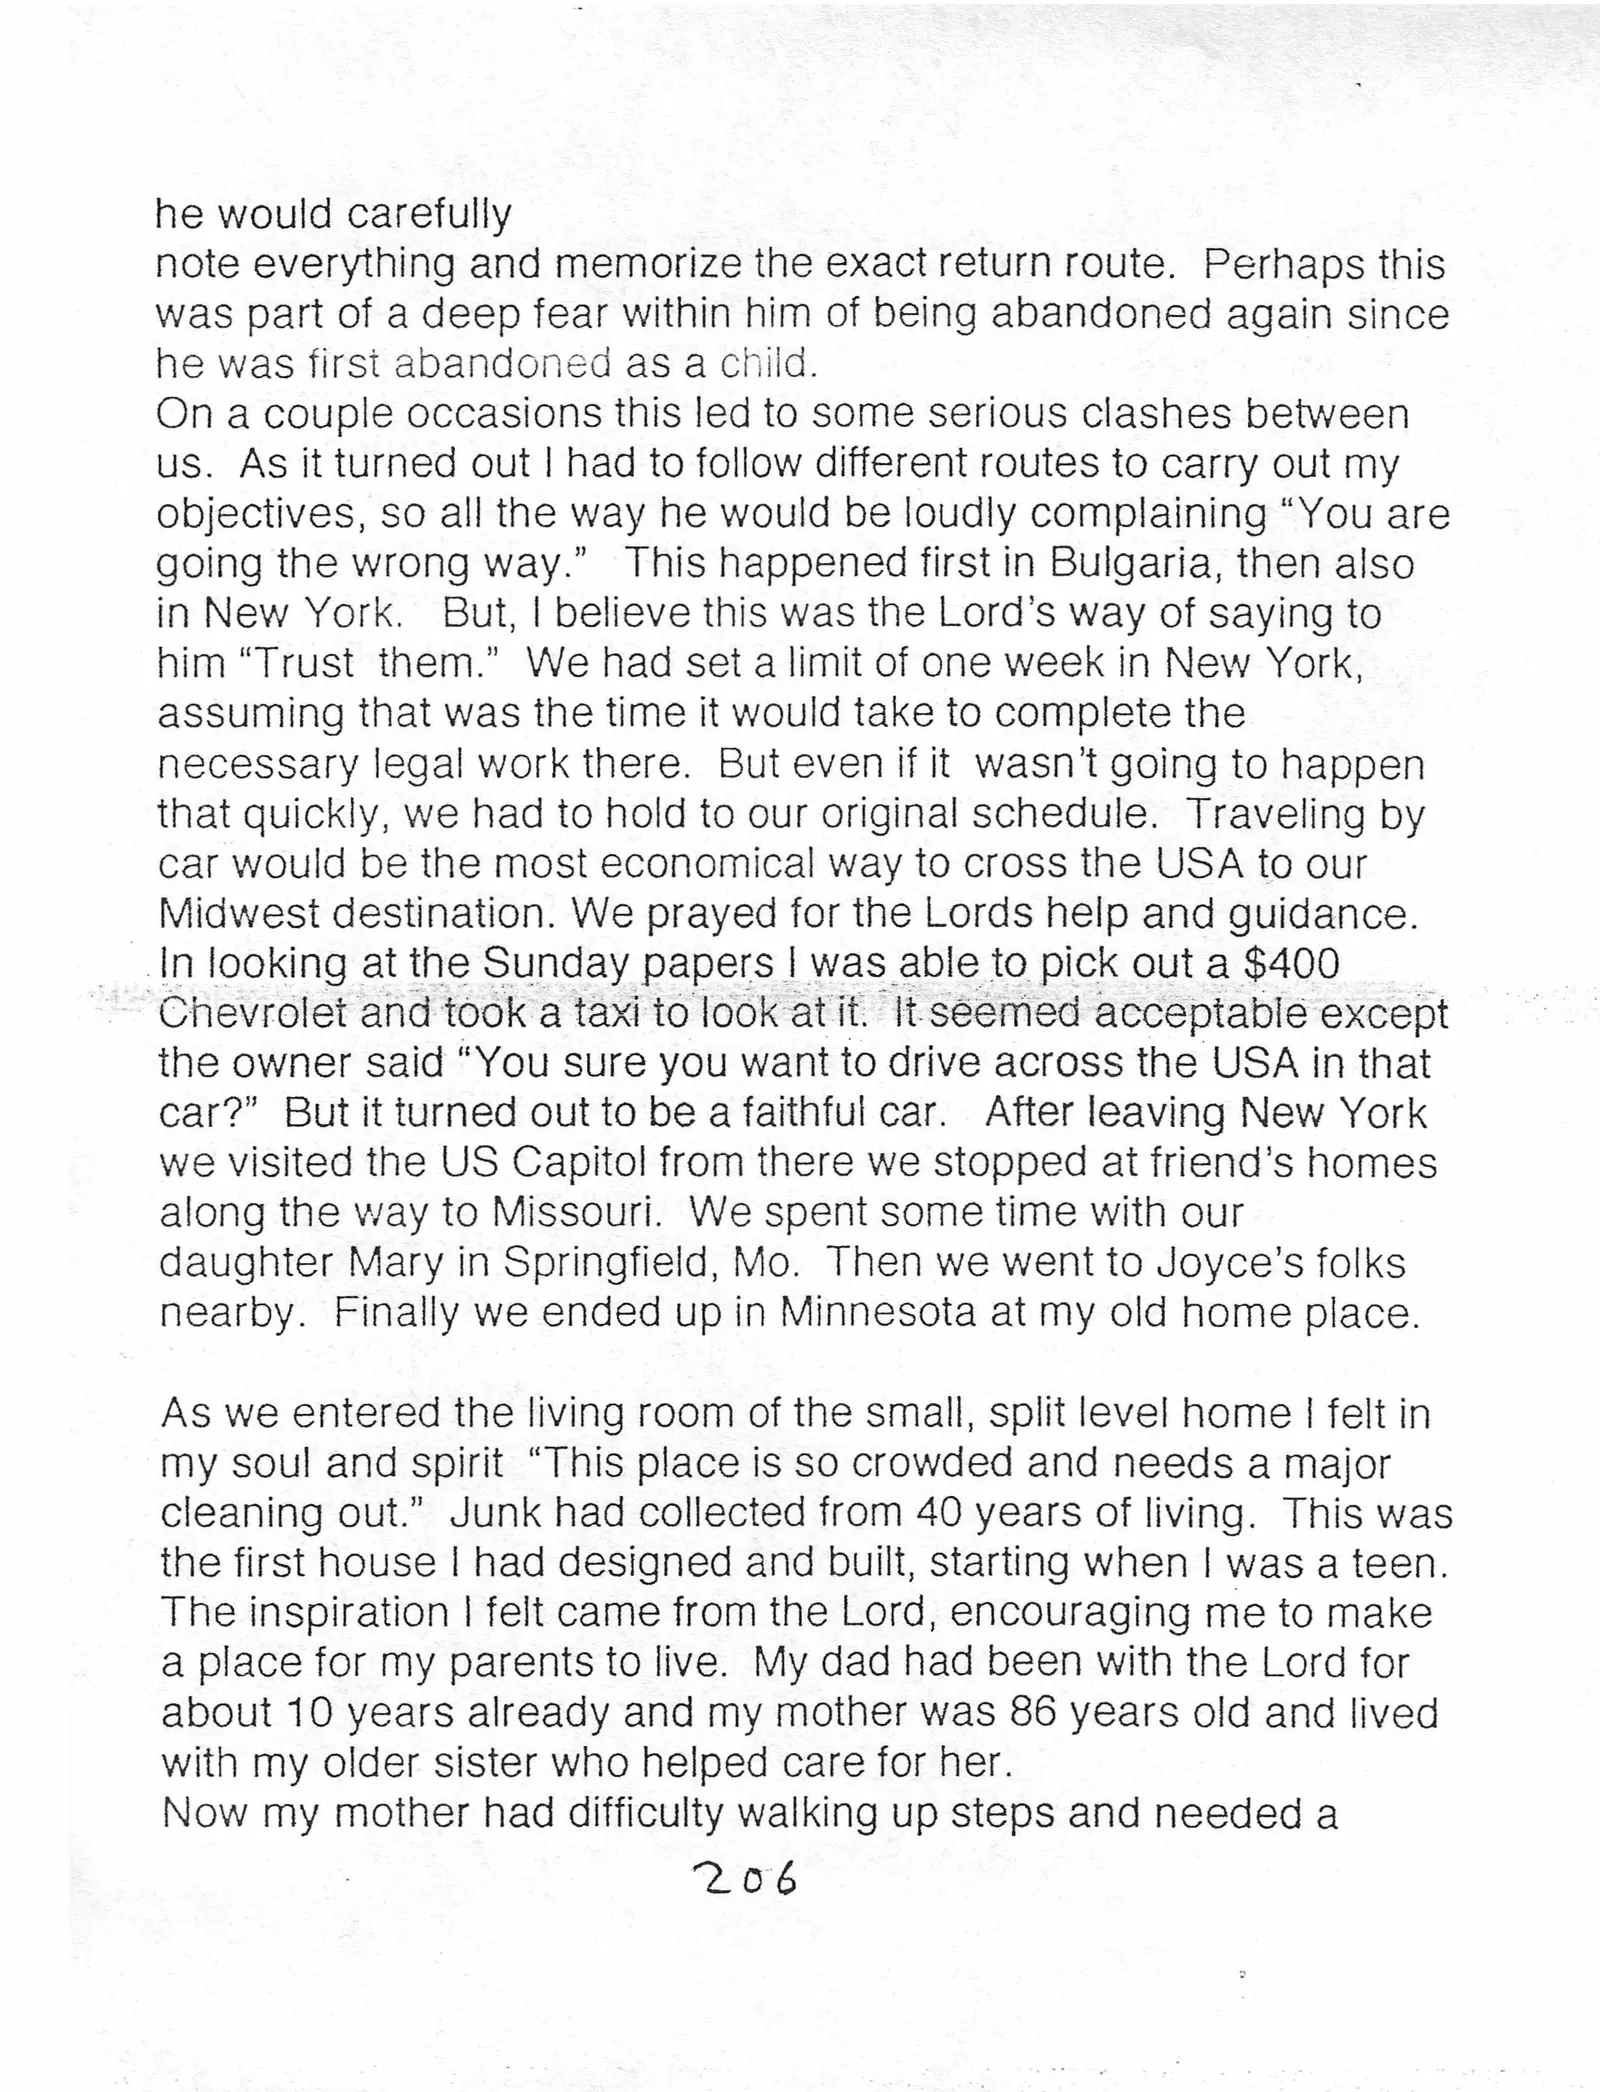 he would carefully
note everything and memorize the exact return route.  Perhaps this
was part of a deep fear within him of being abandoned again since
he was first abandoned as a child.
On a couple occasions this led to some serious clashes between
us.  As it turned out I had to follow different routes to carry out my
objectives, so all the way he would be loudly complaining “You are
going the wrong way.”   This happened first in Bulgaria, then also
in New York.   But, I believe this was the Lord’s way of saying to
him “Trust  them.”  We had set a limit of one week in New York,
assuming that was the time it would take to complete the
necessary legal work there.  But even if it  wasn’t going to happen
that quickly, we had to hold to our original schedule.  Traveling by
car would be the most economical way to cross the USA to our
Midwest destination. We prayed for the Lords help and guidance.
In looking at the Sunday papers I was able to pick out a $400
Chevrolet and took a taxi to look at it.  It seemed acceptable except
the owner said “You sure you want to drive across the USA in that
car?”  But it turned out to be a faithful car.   After leaving New York
we visited the US Capitol from there we stopped at friend’s homes
along the way to Missouri.  We spent some time with our
daughter Mary in Springfield, Mo.  Then we went to Joyce’s folks
nearby.  Finally we ended up in Minnesota at my old home place.

As we entered the living room of the small, split level home I felt in
my soul and spirit  “This place is so crowded and needs a major
cleaning out.”  Junk had collected from 40 years of living.  This was
the first house I had designed and built, starting when I was a teen.
The inspiration I felt came from the Lord, encouraging me to make
a place for my parents to live.  My dad had been with the Lord for
about 10 years already and my mother was 86 years old and lived
with my older sister who helped care for her.
Now my mother had difficulty walking up steps and needed a
206